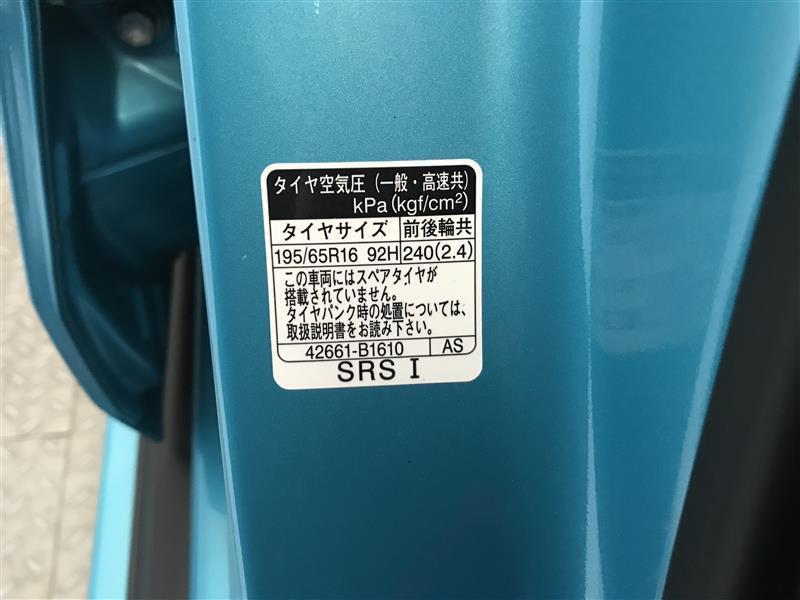 タイヤ空気圧（一般・高速共）
kPa(kgf/cm²)
タイヤサイズ 前後輪共
195/65R16 92H 240(2.4)
この車両にはスペアタイヤが
搭載されていません。
タイヤパンク時の処置については、
取扱説明書をお読み下さい。
42661-B1610 AS
SRS I